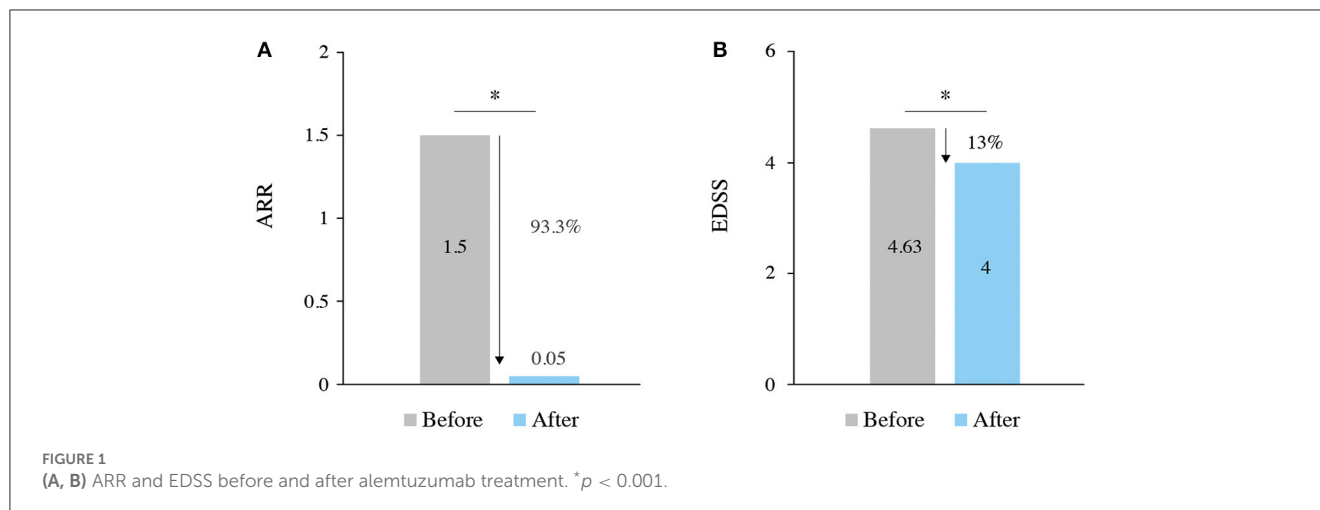 A
2
1.5
1
0.5
0
ARR
*
1.5
93.3%
0.05
Before After
B
6
4
2
0
EDSS
*
13%
4.63
4
Before After
FIGURE 1
(A, B) ARR and EDSS before and after alemtuzumab treatment. *p < 0.001.